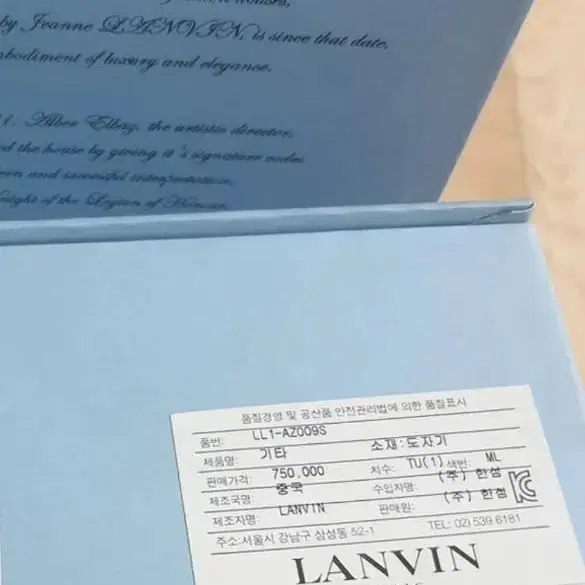 by Jeanne LANVIN, is since that date,
embodiment of luxury and elegance.
1. Alber Elbaz, the artistic director,
the house by giving it's signature codes
and successful interpretation.
Knight of the Legion of Honour.
품질경영 및 공산품 안전관리법에 의한 품질표시
품번: LL1-AZ009S
제품명: 기타 소재: 도자기
판매가격: 750,000 치수: TU(1) 색번: ML
제조국명: 중국 수입자명: (주) 한성
제조자명: LANVIN 판매원: (주) 한섬
주소:서울시 강남구 삼성동 52-1 TEL: 02) 539 6161
LANVIN